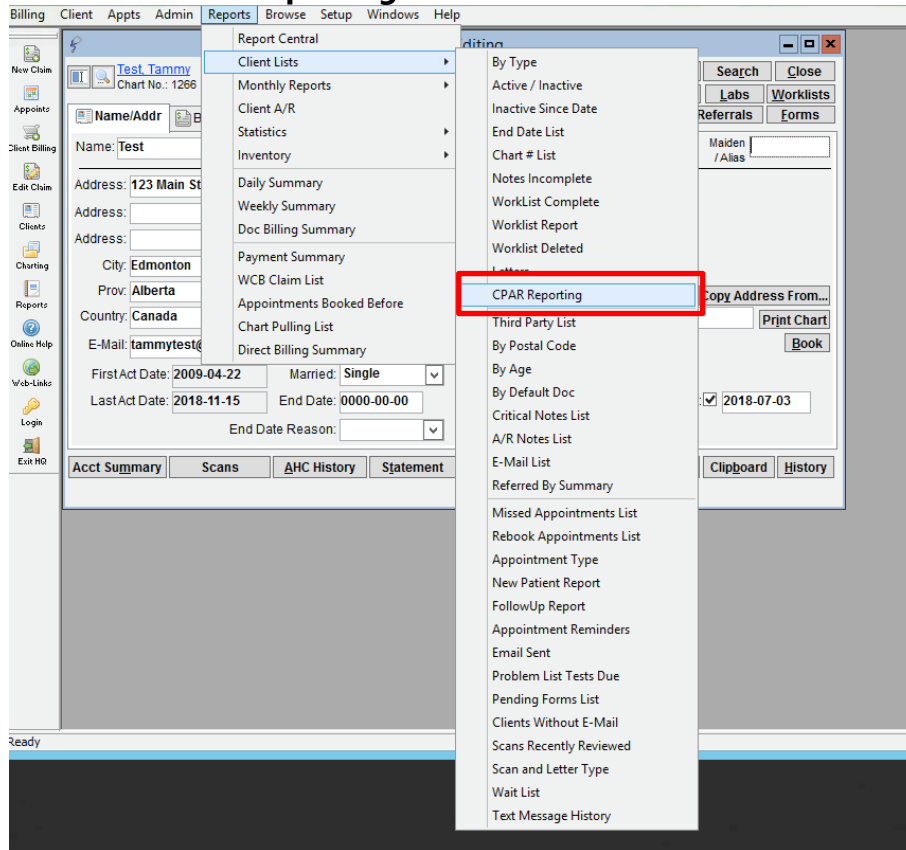 Billing Client Appts Admin Reports Browse Setup Windows Help
Report Central
Client Lists
Monthly Reports
Client A/R
Statistics
Inventory
Daily Summary
Weekly Summary
Doc Billing Summary
Payment Summary
WCB Claim List
Appointments Booked Before
Chart Pulling List
Direct Billing Summary
By Type
Active / Inactive
Inactive Since Date
End Date List
Chart # List
Notes Incomplete
WorkList Complete
Worklist Report
Worklist Deleted
Letters
CPAR Reporting
Third Party List
By Postal Code
By Age
By Default Doc
Critical Notes List
A/R Notes List
E-Mail List
Referred By Summary
Missed Appointments List
Rebook Appointments List
Appointment Type
New Patient Report
FollowUp Report
Appointment Reminders
Email Sent
Problem List Tests Due
Pending Forms List
Clients Without E-Mail
Scans Recently Reviewed
Scan and Letter Type
Wait List
Text Message History
New Claim
Appoints
Client Billing
Edit Claim
Clients
Charting
Reports
Online Help
Web-Links
Login
Exit HQ
diting
Test, Tammy
Chart No.: 1266
Search Close
Labs Worklists
Referrals Forms
Name/Addr B
Name: Test
Maiden
/ Alias
Address: 123 Main St
Address:
Address:
City: Edmonton
Prov: Alberta
Copy Address From...
Country: Canada
Print Chart
E-Mail: tammytest@
Book
First Act Date: 2009-04-22 Married: Single
Last Act Date: 2018-11-15 End Date: 0000-00-00
: 2018-07-03
End Date Reason:
Acct Summary Scans AHC History Statement
Clipboard History
Ready